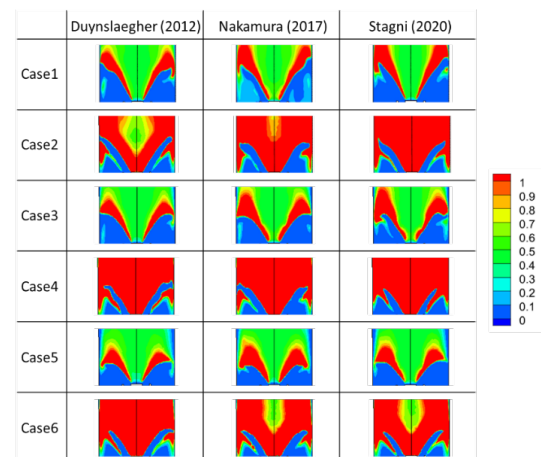 Duynslaegher (2012) Nakamura (2017) Stagni (2020)
Case1
Case2
Case3
Case4
Case5
Case6
1
0.9
0.8
0.7
0.6
0.5
0.4
0.3
0.2
0.1
0